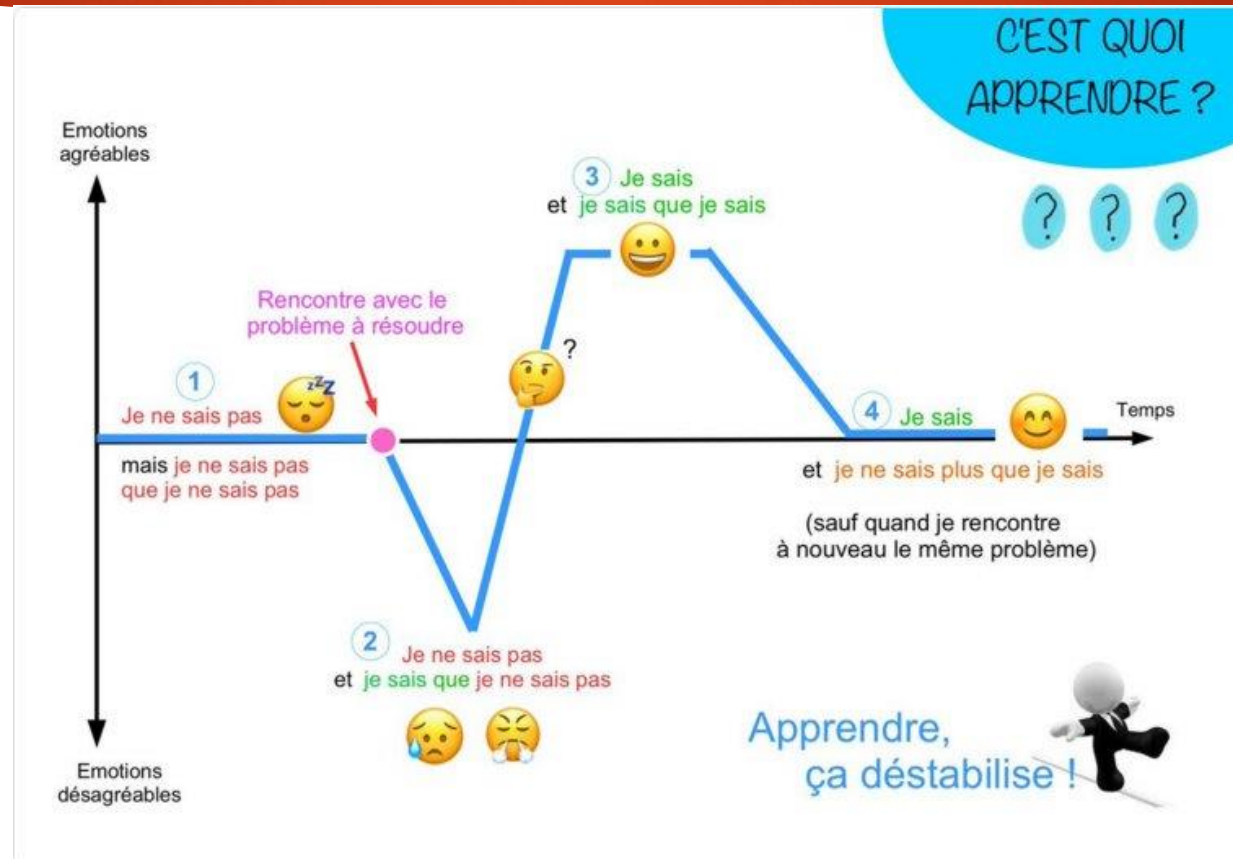 C'EST QUOI
APPRENDRE ?
? ? ?
Emotions
agréables
3 Je sais
et je sais que je sais
Rencontre avec le
problème à résoudre
?
1
zzZ
Je ne sais pas
mais je ne sais pas
que je ne sais pas
4 Je sais
Temps
et je ne sais plus que je sais
(sauf quand je rencontre
à nouveau le même problème)
2 Je ne sais pas
et je sais que je ne sais pas
Emotions
désagréables
Apprendre,
ça déstabilise !